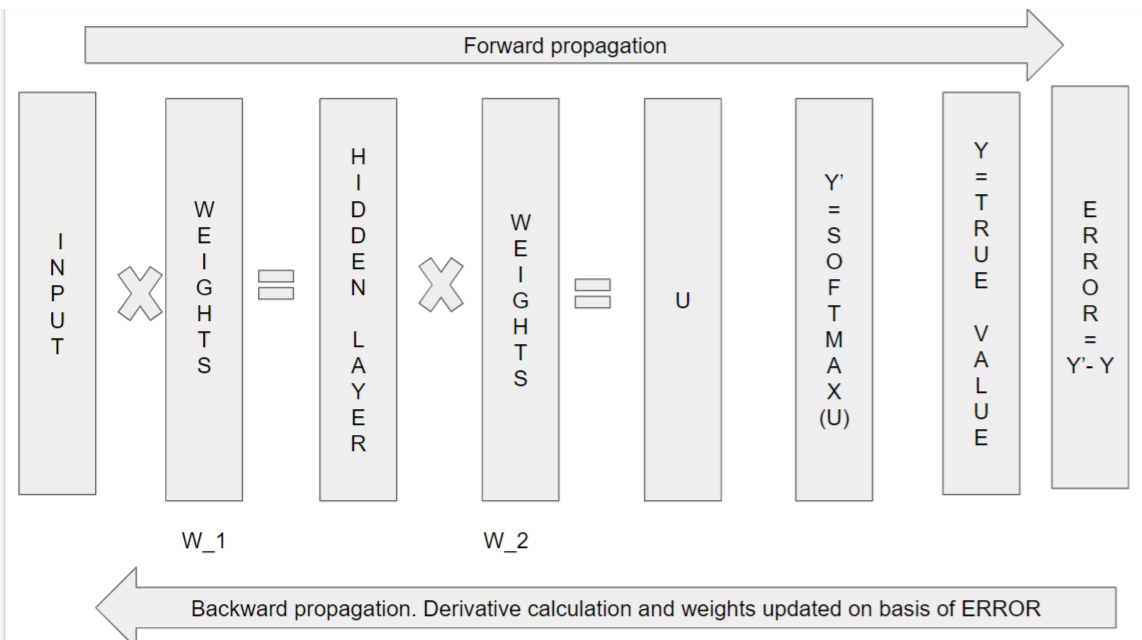 Forward propagation
INPUT
WEIGHTS
HIDDEN LAYER
WEIGHTS
U
Y’ = SOFTMAX (U)
Y = TRUE VALUE
ERROR = Y’- Y
W_1
W_2
Backward propagation. Derivative calculation and weights updated on basis of ERROR